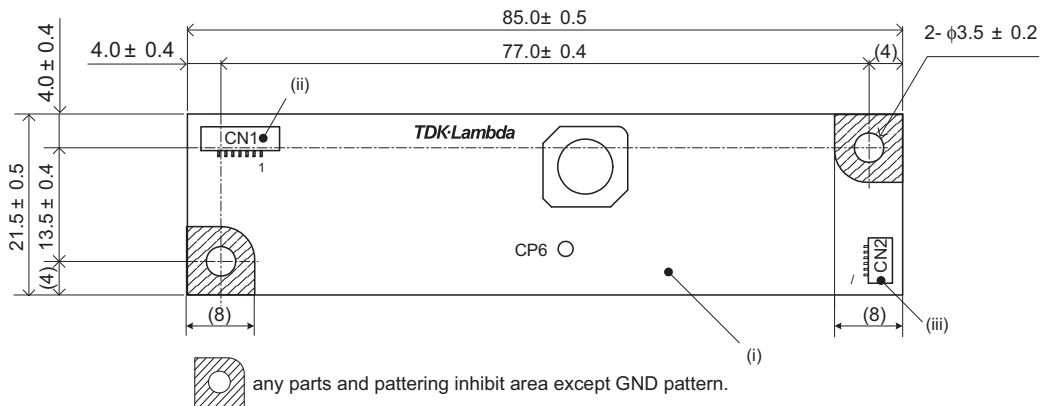 85.0± 0.5
77.0± 0.4
4.0± 0.4
(4)
2- ϕ3.5 ± 0.2
4.0± 0.4
(ii)
CN1
1
TDK·Lambda
21.5± 0.5
13.5± 0.4
(4)
CP6
CN2
/
(8)
(8)
(iii)
(i)
any parts and pattering inhibit area except GND pattern.